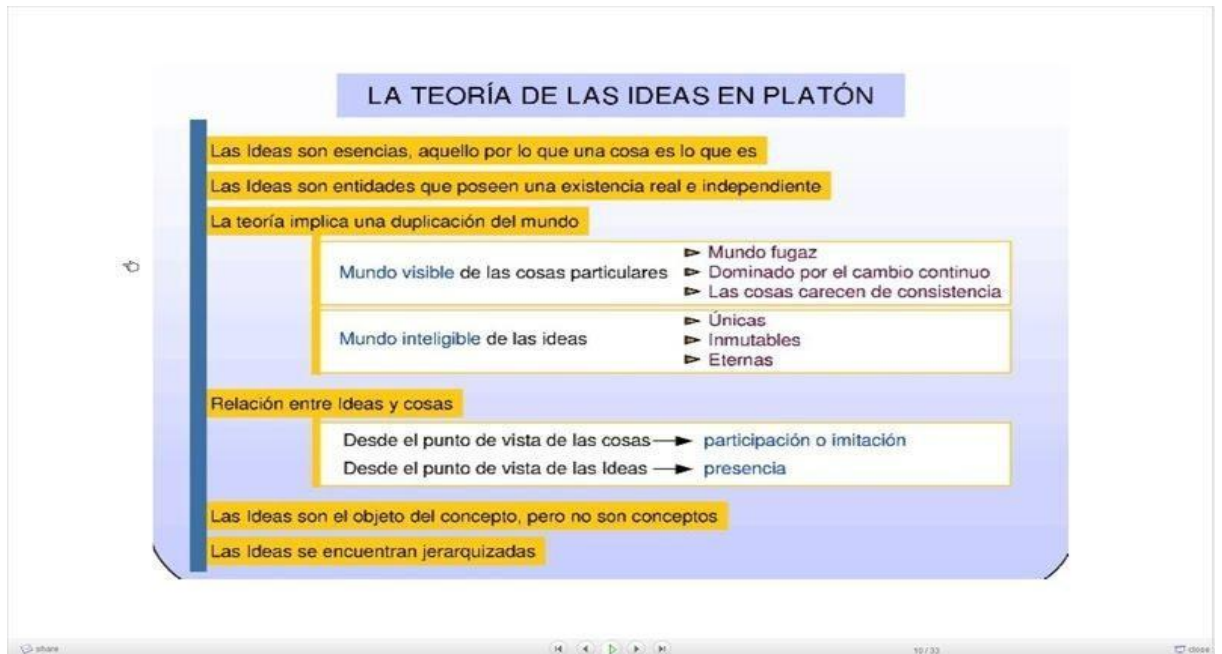 LA TEORÍA DE LAS IDEAS EN PLATÓN
Las Ideas son esencias, aquello por lo que una cosa es lo que es
Las Ideas son entidades que poseen una existencia real e independiente
La teoría implica una duplicación del mundo
Mundo visible de las cosas particulares
Mundo fugaz
Dominado por el cambio continuo
Las cosas carecen de consistencia
Mundo inteligible de las ideas
Únicas
Inmutables
Eternas
Relación entre Ideas y cosas
Desde el punto de vista de las cosas participación o imitación
Desde el punto de vista de las Ideas presencia
Las Ideas son el objeto del concepto, pero no son conceptos
Las Ideas se encuentran jerarquizadas
share
10 / 33
close